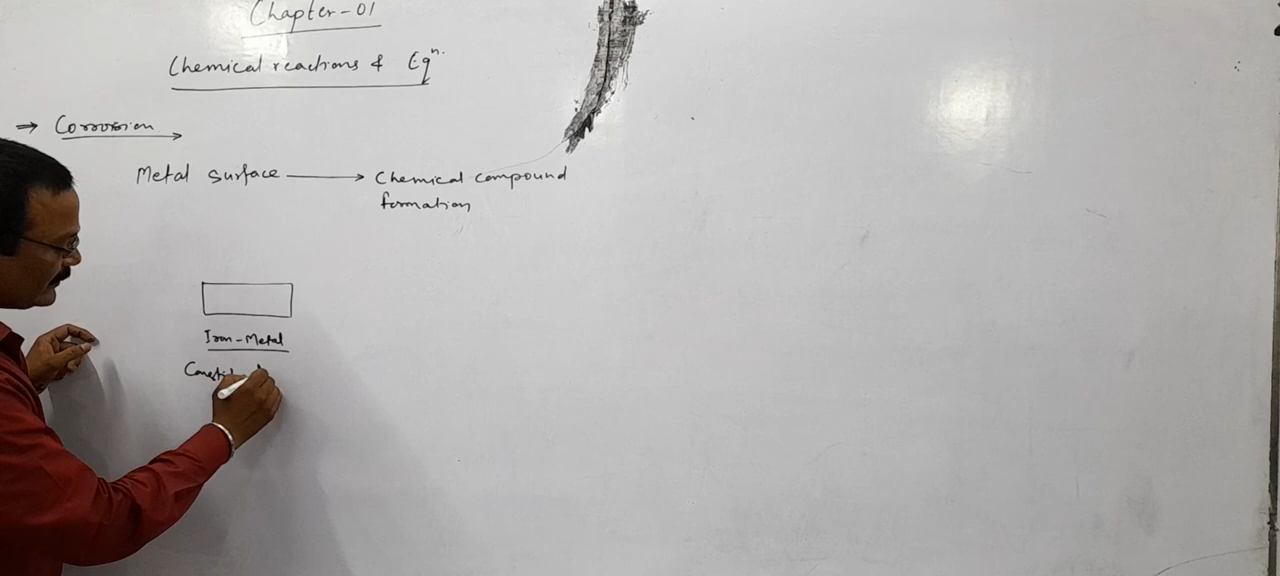 Chapter-01
Chemical reactions & Eqn.
⇒ Corrosion
Metal surface → Chemical compound
formation
Iron-Metal